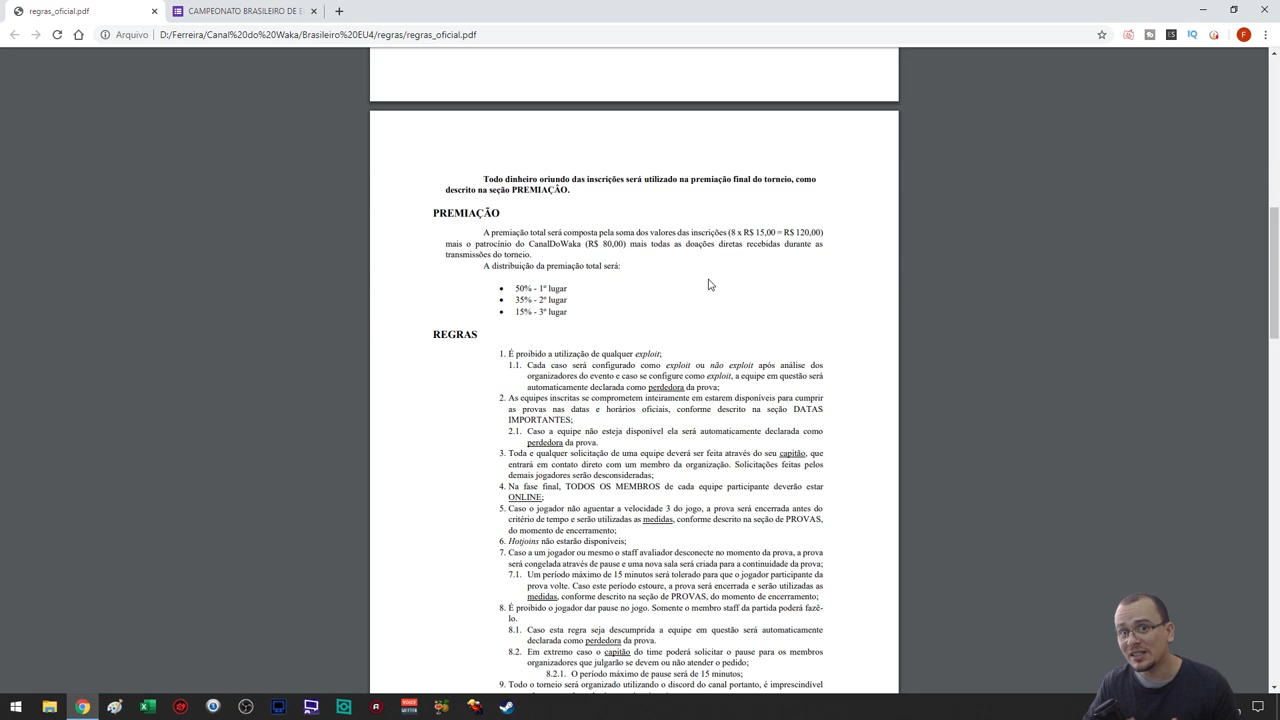 regras_oficial.pdf
CAMPEONATO BRASILEIRO DE E
Arquivo
D:/Ferreira/Canal%20do%20Waka/Brasileiro%20EU4/regras/regras_oficial.pdf
ES
IQ
F
Todo dinheiro oriundo das inscrições será utilizado na premiação final do torneio, como
descrito na seção PREMIAÇÃO.
PREMIAÇÃO
A premiação total será composta pela soma dos valores das inscrições (8 x R$ 15,00 = R$ 120,00)
mais o patrocínio do CanalDoWaka (R$ 80,00) mais todas as doações diretas recebidas durante as
transmissões do torneio.
A distribuição da premiação total será:
• 50% - 1º lugar
• 35% - 2º lugar
• 15% - 3º lugar
REGRAS
1. É proibido a utilização de qualquer exploit;
1.1. Cada caso será configurado como exploit ou não exploit após análise dos
organizadores do evento e caso se configure como exploit, a equipe em questão será
automaticamente declarada como perdedora da prova;
2. As equipes inscritas se comprometem inteiramente em estarem disponíveis para cumprir
as provas nas datas e horários oficiais, conforme descrito na seção DATAS
IMPORTANTES;
2.1. Caso a equipe não esteja disponível ela será automaticamente declarada como
perdedora da prova.
3. Toda e qualquer solicitação de uma equipe deverá ser feita através do seu capitão, que
entrará em contato direto com um membro da organização. Solicitações feitas pelos
demais jogadores serão desconsideradas;
4. Na fase final, TODOS OS MEMBROS de cada equipe participante deverão estar
ONLINE;
5. Caso o jogador não aguentar a velocidade 3 do jogo, a prova será encerrada antes do
critério de tempo e serão utilizadas as medidas, conforme descrito na seção de PROVAS,
do momento de encerramento;
6. Hotjoins não estarão disponíveis;
7. Caso a um jogador ou mesmo o staff avaliador desconecte no momento da prova, a prova
será congelada através de pause e uma nova sala será criada para a continuidade da prova;
7.1. Um período máximo de 15 minutos será tolerado para que o jogador participante da
prova volte. Caso este período estoure, a prova será encerrada e serão utilizadas as
medidas, conforme descrito na seção de PROVAS, do momento de encerramento;
8. É proibido o jogador dar pause no jogo. Somente o membro staff da partida poderá fazê-
lo.
8.1. Caso esta regra seja descumprida a equipe em questão será automaticamente
declarada como perdedora da prova.
8.2. Em extremo caso o capitão do time poderá solicitar o pause para os membros
organizadores que julgarão se devem ou não atender o pedido;
8.2.1. O período máximo de pause será de 15 minutos;
9. Todo o torneio será organizado utilizando o discord do canal portanto, é imprescindível